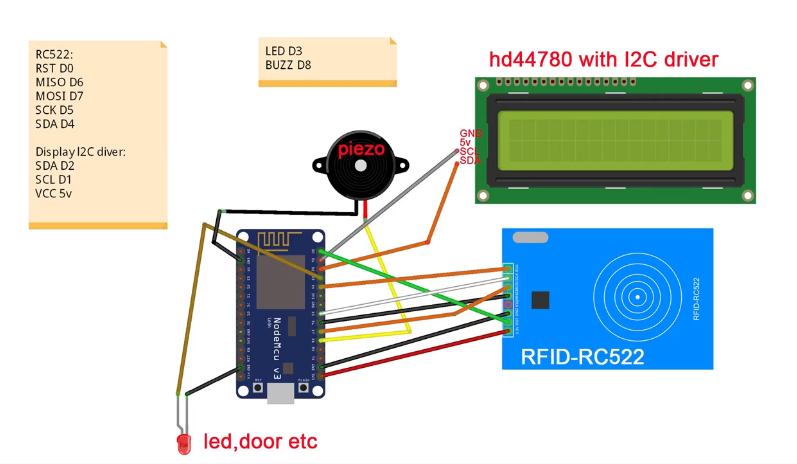 RC522:
RST D0
MISO D6
MOSI D7
SCK D5
SDA D4
Display I2C diver:
SDA D2
SCL D1
VCC 5v
LED D3
BUZZ D8
hd44780 with I2C driver
GND
5v
SCL
SDA
piezo
NodeMcu v3
RFID-RC522
RFID-RC522
led,door etc